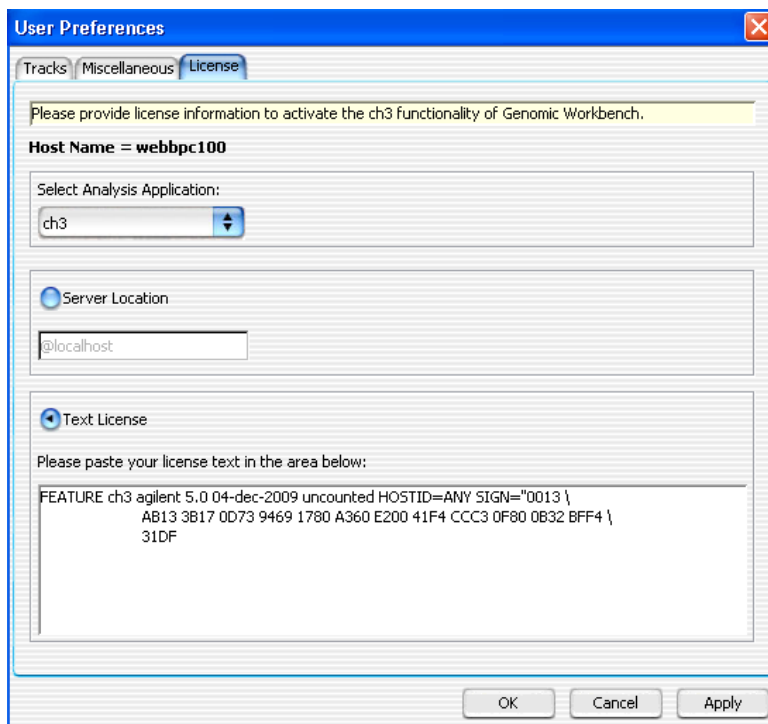 User Preferences
Tracks Miscellaneous License
Please provide license information to activate the ch3 functionality of Genomic Workbench.
Host Name = webbpc100
Select Analysis Application:
ch3
Server Location
@localhost
Text License
Please paste your license text in the area below:
FEATURE ch3 agilent 5.0 04-dec-2009 uncounted HOSTID=ANY SIGN="0013 \
AB13 3B17 0D73 9469 1780 A360 E200 41F4 CCC3 0F80 0B32 BFF4 \
31DF
OK Cancel Apply